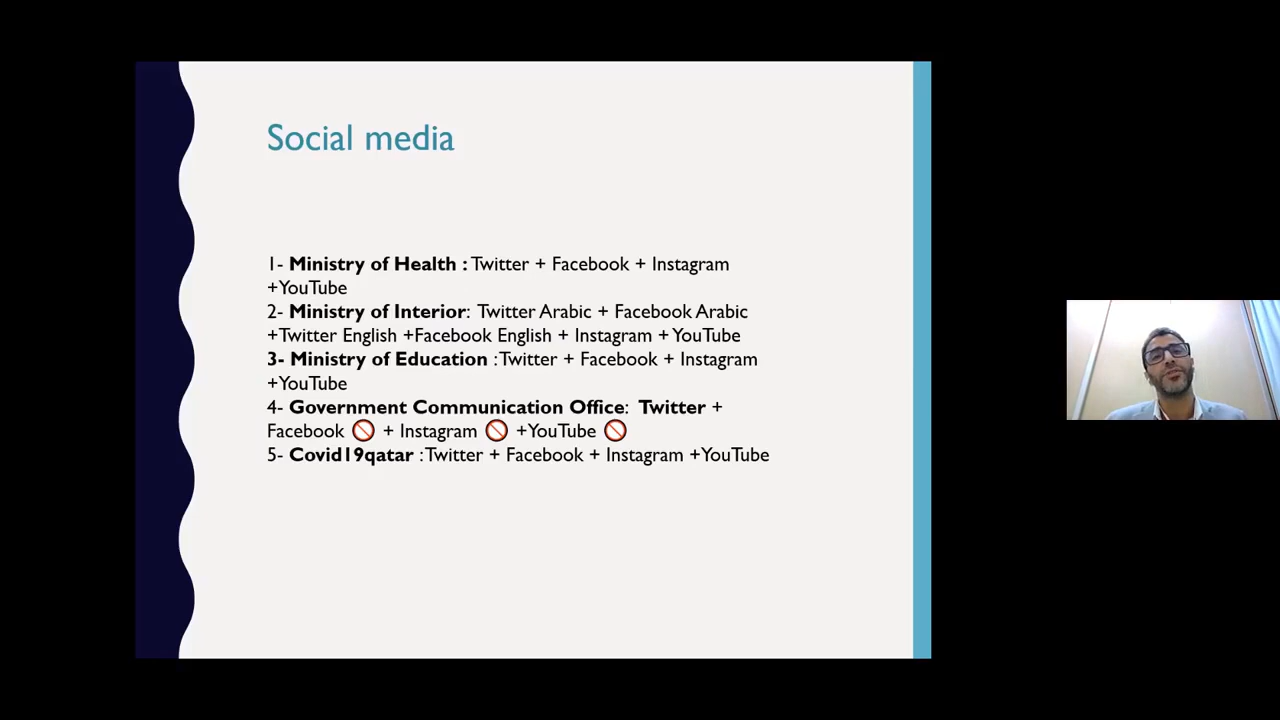 Social media
1- Ministry of Health : Twitter + Facebook + Instagram
+YouTube
2- Ministry of Interior: Twitter Arabic + Facebook Arabic
+Twitter English +Facebook English + Instagram + YouTube
3- Ministry of Education :Twitter + Facebook + Instagram
+YouTube
4- Government Communication Office: Twitter +
Facebook 🚫 + Instagram 🚫 +YouTube 🚫
5- Covid19qatar :Twitter + Facebook + Instagram +YouTube